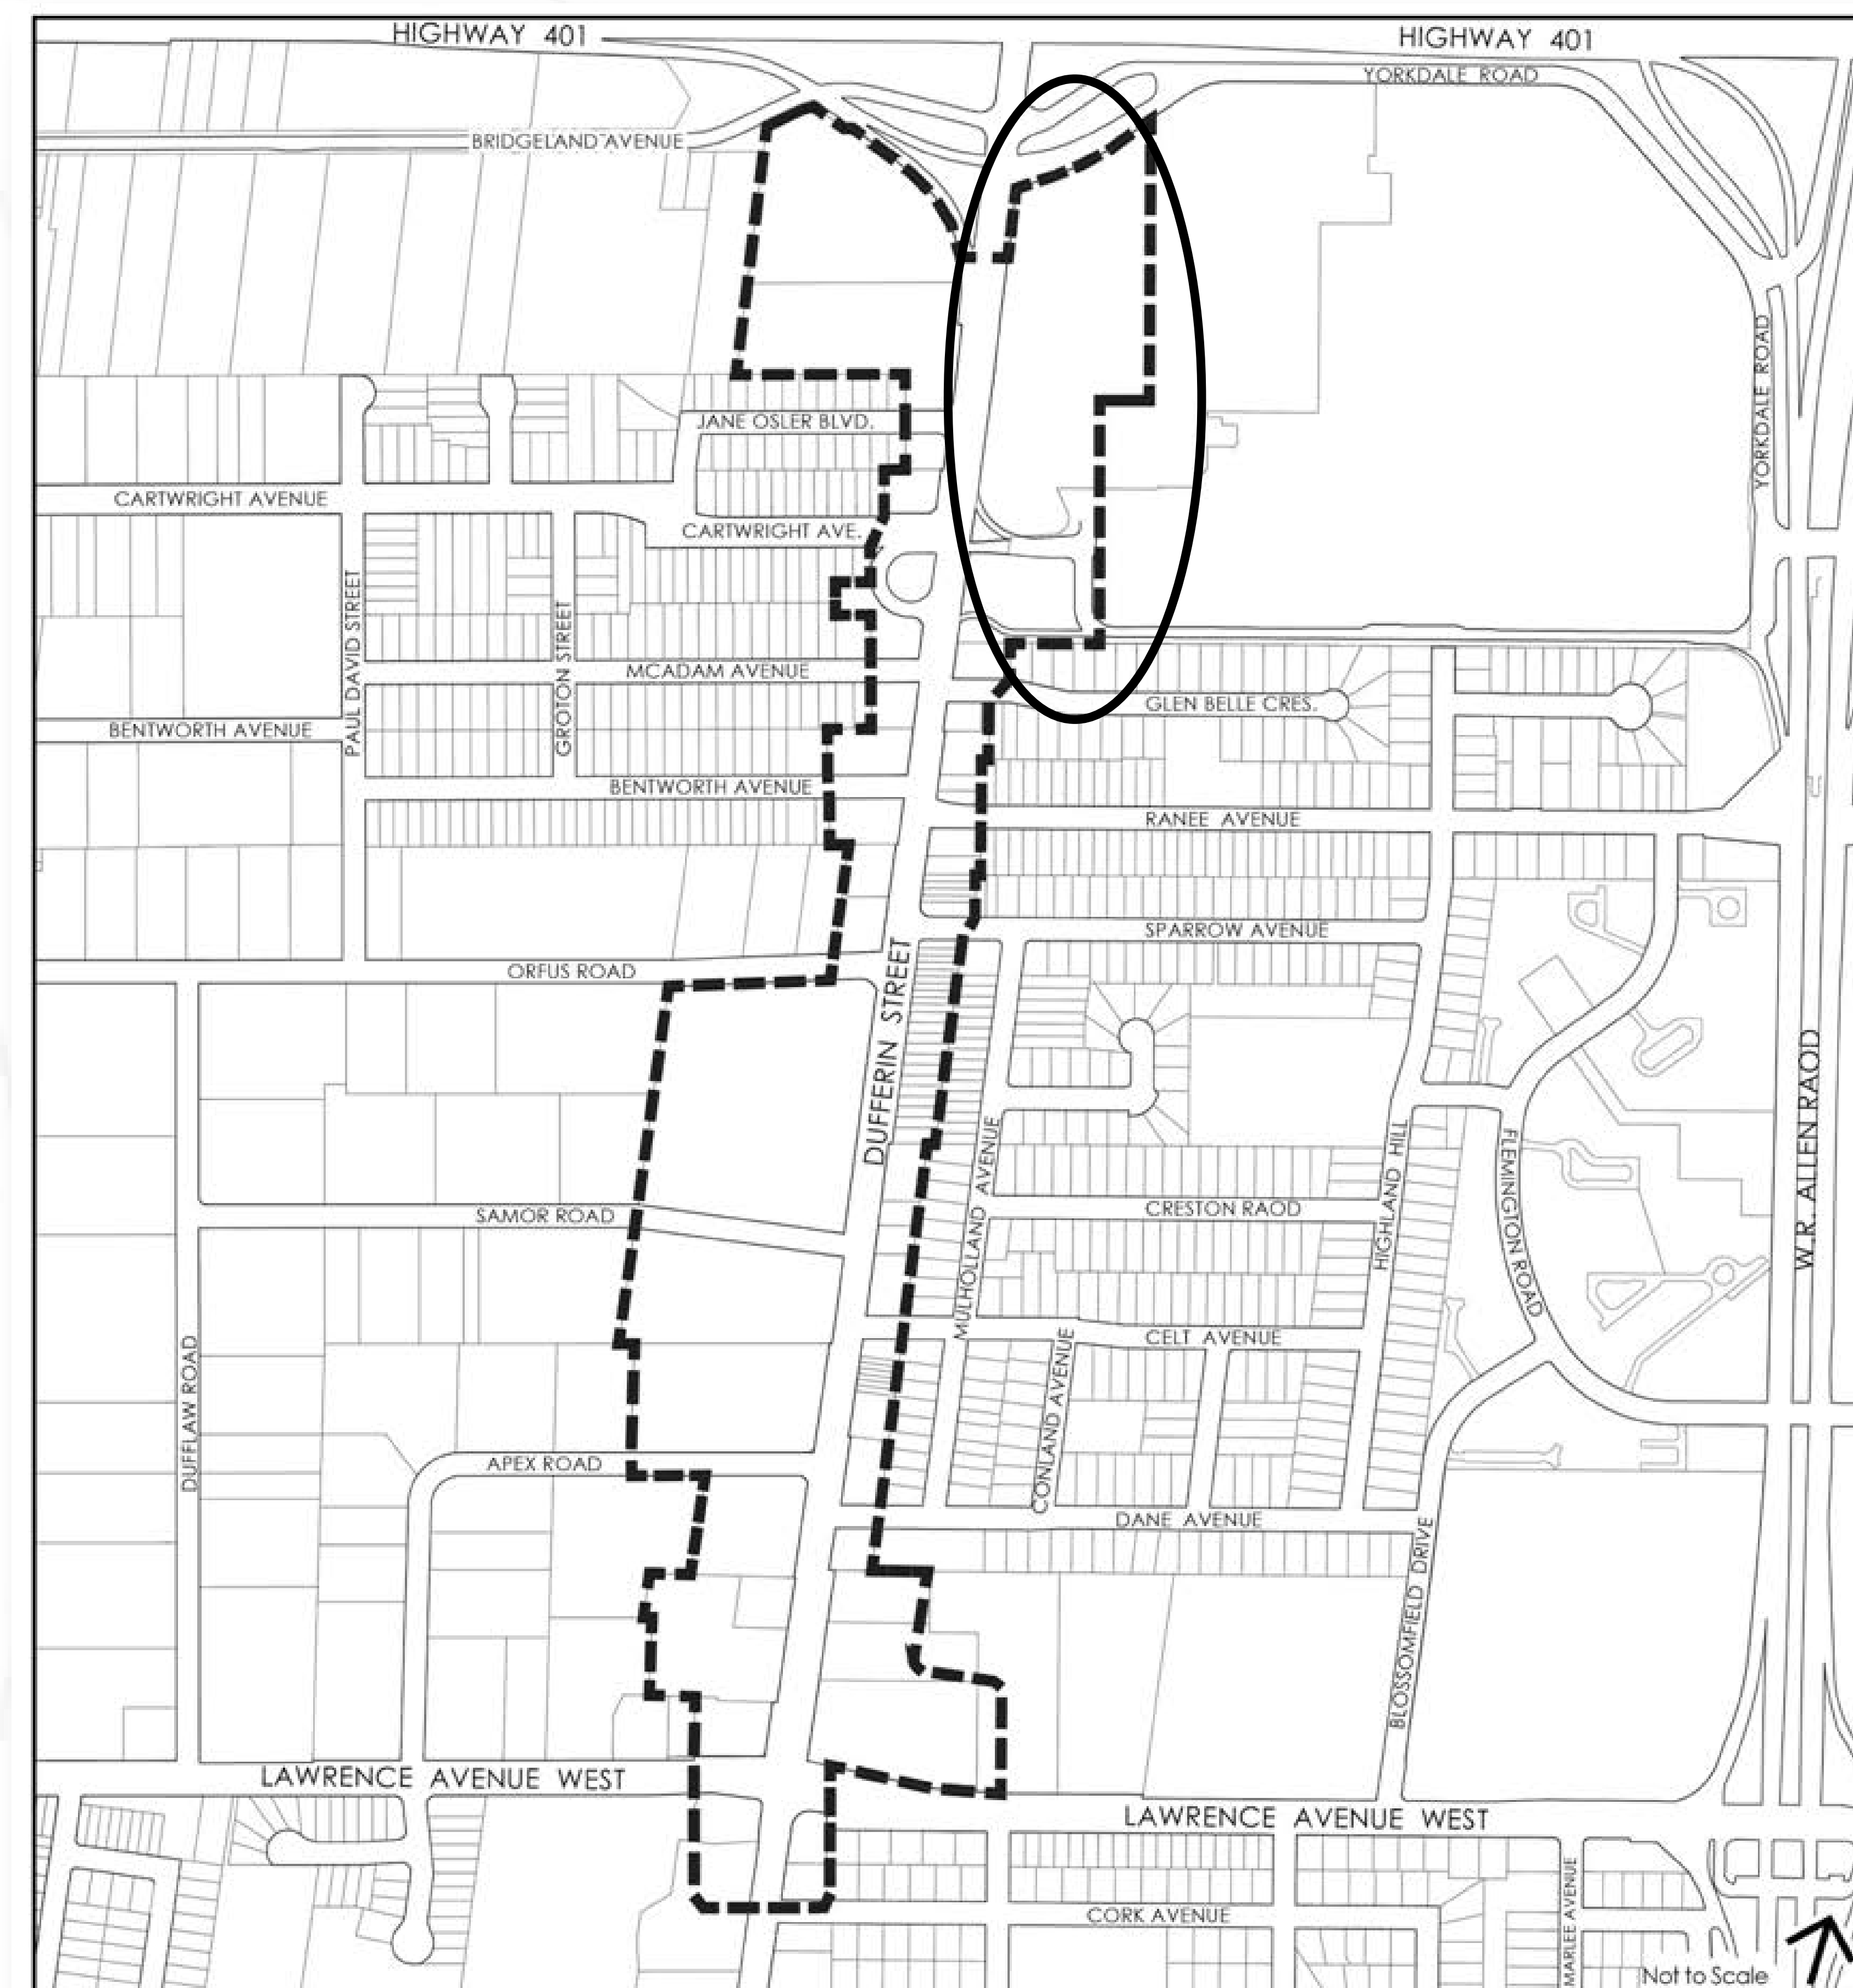 HIGHWAY 401
HIGHWAY 401
YORKDALE ROAD
BRIDGELAND AVENUE
YORKDALE ROAD
JANE OSLER BLVD.
CARTWRIGHT AVENUE
CARTWRIGHT AVE.
PAUL DAVID STREET
GROTON STREET
MCADAM AVENUE
GLEN BELLE CRES.
BENTWORTH AVENUE
BENTWORTH AVENUE
RANEE AVENUE
SPARROW AVENUE
ORFUS ROAD
DUFFERIN STREET
W.R. ALLEN RAOD
MULHOLLAND AVENUE
HIGHLAND HILL
FLEMINGTON ROAD
CRESTON RAOD
SAMOR ROAD
CELT AVENUE
CONLAND AVENUE
DUFFLAW ROAD
APEX ROAD
DANE AVENUE
BLOSSOMFIELD DRIVE
LAWRENCE AVENUE WEST
LAWRENCE AVENUE WEST
MARLEE AVENUE
CORK AVENUE
Not to Scale